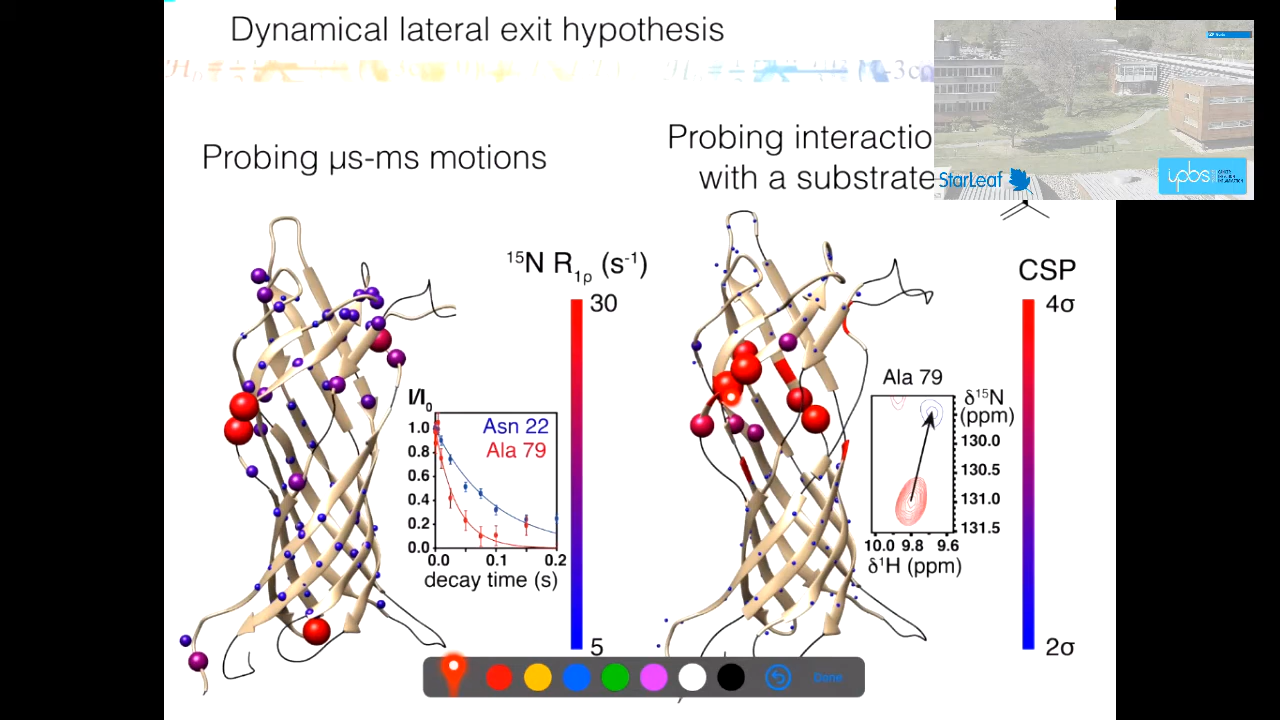 Dynamical lateral exit hypothesis
Probing µs-ms motions
Probing interactio
with a substrate
StarLeaf
ipbs
¹⁵N R₁ρ (s⁻¹)
30
5
I/I₀
1.0
0.8
0.6
0.4
0.2
0.0
Asn 22
Ala 79
0.0 0.1 0.2
decay time (s)
CSP
4σ
2σ
Ala 79
δ¹⁵N
(ppm)
130.0
130.5
131.0
131.5
10.0 9.8 9.6
δ¹H (ppm)
Done